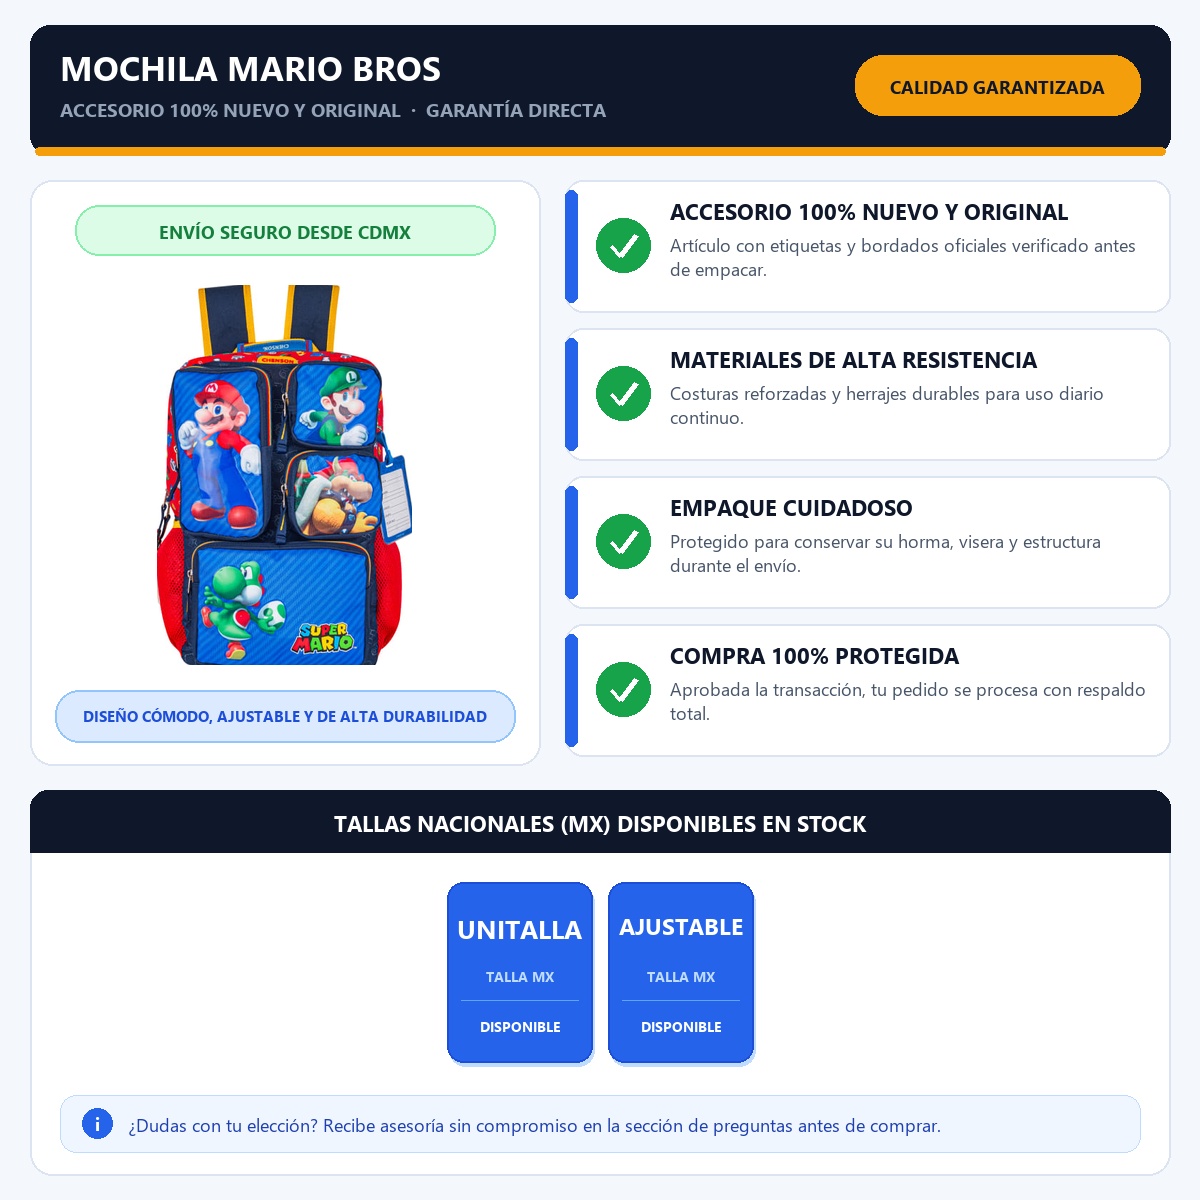 MOCHILA MARIO BROS
ACCESORIO 100% NUEVO Y ORIGINAL · GARANTÍA DIRECTA
CALIDAD GARANTIZADA
ENVÍO SEGURO DESDE CDMX
CHENSON
CHENSON
M
L
SUPER
MARIO
DISEÑO CÓMODO, AJUSTABLE Y DE ALTA DURABILIDAD
ACCESORIO 100% NUEVO Y ORIGINAL
Artículo con etiquetas y bordados oficiales verificado antes
de empacar.
MATERIALES DE ALTA RESISTENCIA
Costuras reforzadas y herrajes durables para uso diario
continuo.
EMPAQUE CUIDADOSO
Protegido para conservar su horma, visera y estructura
durante el envío.
COMPRA 100% PROTEGIDA
Aprobada la transacción, tu pedido se procesa con respaldo
total.
TALLAS NACIONALES (MX) DISPONIBLES EN STOCK
UNITALLA
TALLA MX
DISPONIBLE
AJUSTABLE
TALLA MX
DISPONIBLE
i
¿Dudas con tu elección? Recibe asesoría sin compromiso en la sección de preguntas antes de comprar.